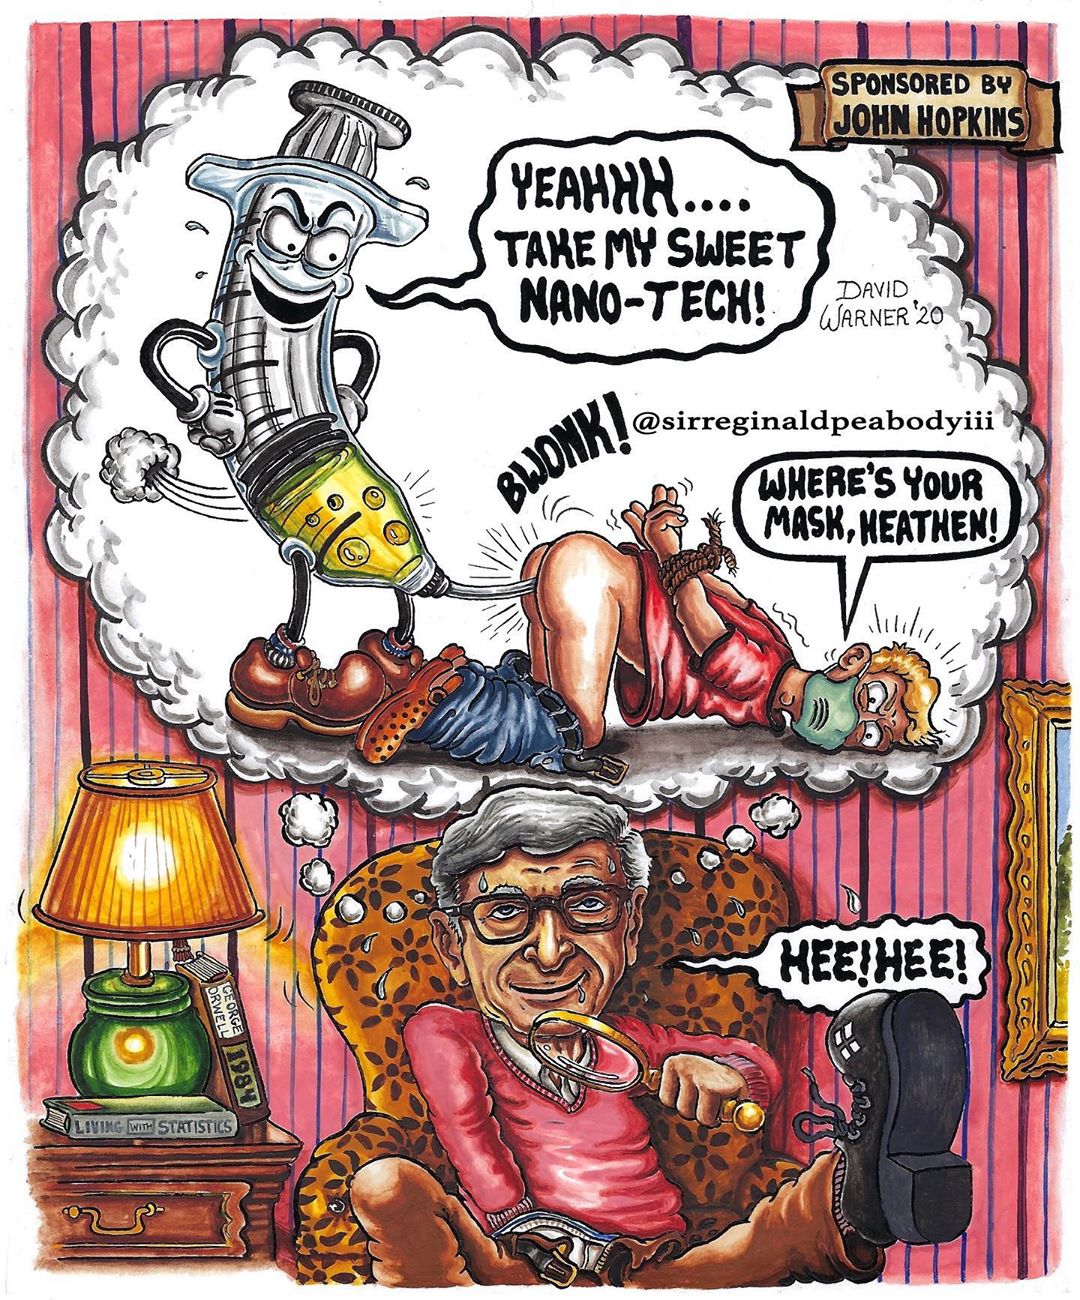 SPONSORED BY
JOHN HOPKINS
YEAHHH....
TAKE MY SWEET
NANO-TECH!
DAVID
WARNER '20
BWONK!
@sirreginaldpeabodyiii
WHERE'S YOUR
MASK, HEATHEN!
HEE! HEE!
GEORGE
ORWELL
1984
LIVING WITH STATISTICS